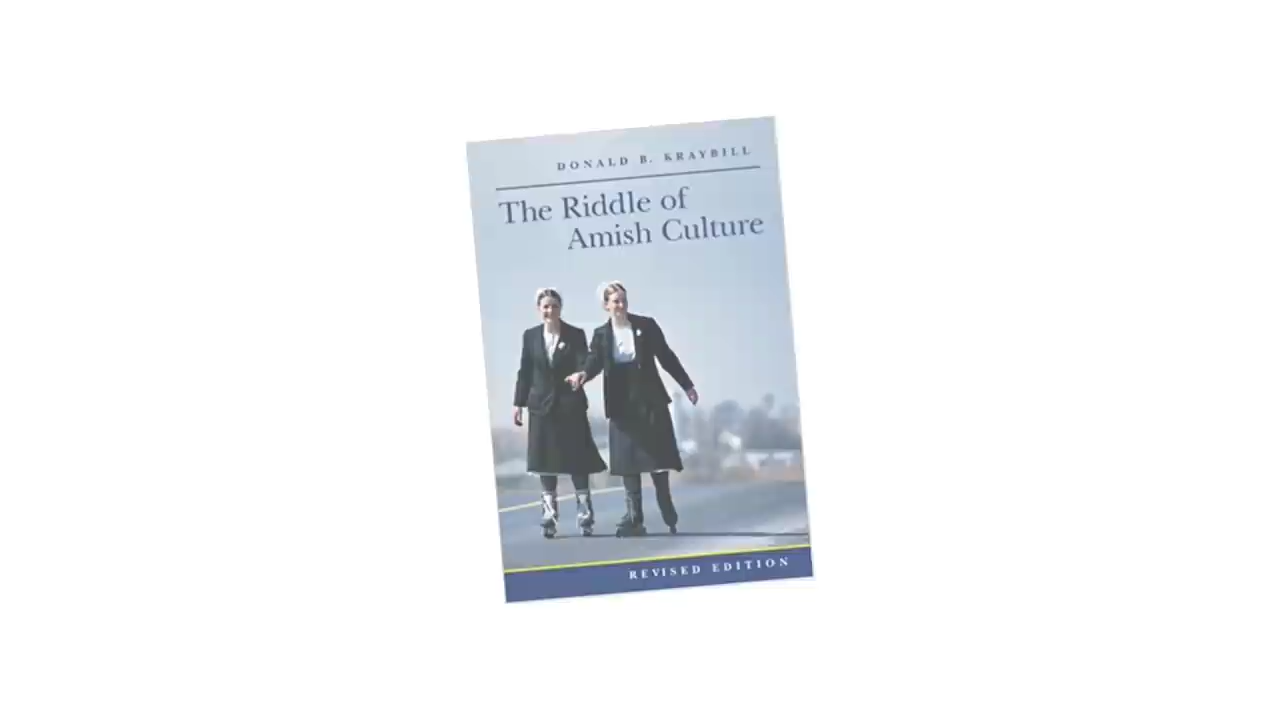 DONALD B. KRAYBILL
The Riddle of
Amish Culture
REVISED EDITION